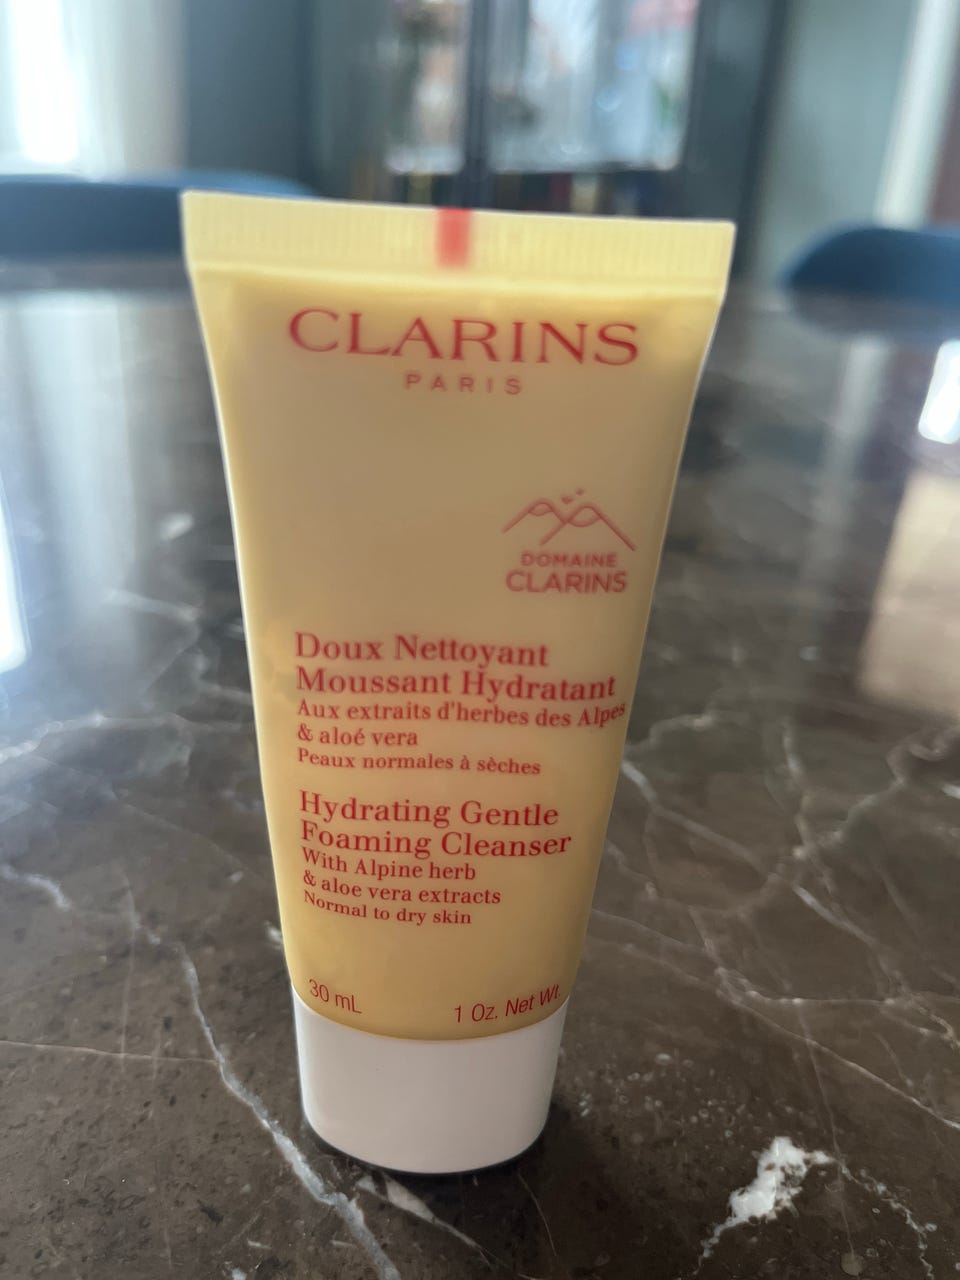 CLARINS
PARIS
DOMAINE
CLARINS
Doux Nettoyant
Moussant Hydratant
Aux extraits d'herbes des Alpes
& aloé vera
Peaux normales à sèches
Hydrating Gentle
Foaming Cleanser
With Alpine herb
& aloe vera extracts
Normal to dry skin
30 mL 1 Oz. Net Wt.